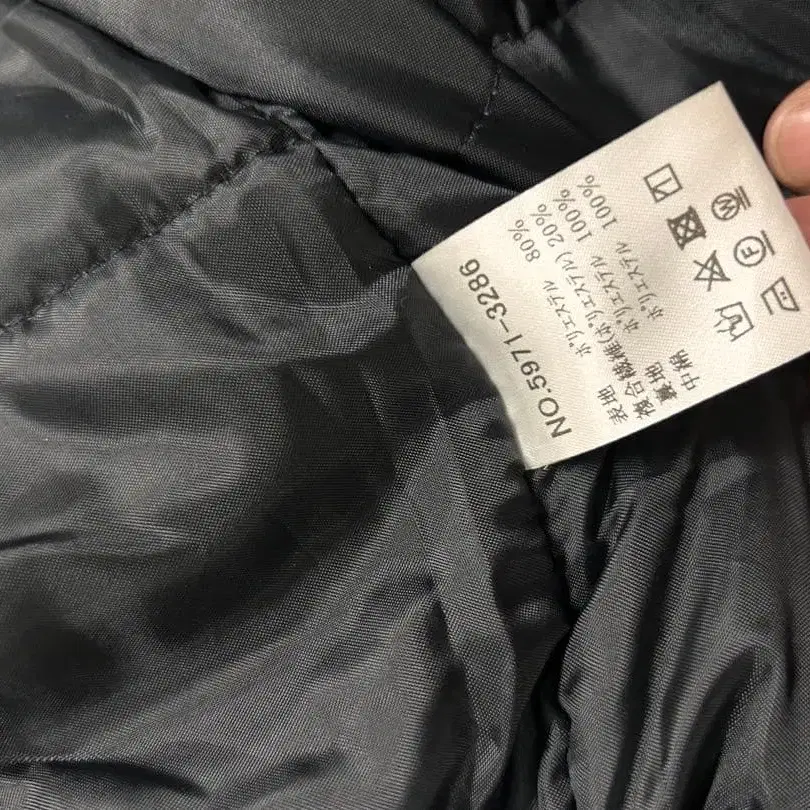 NO.5971-3286
表地 ポリエステル 80%
複合繊維(ポリエステル) 20%
裏地 ポリエステル 100%
中綿 ポリエステル 100%
F
W